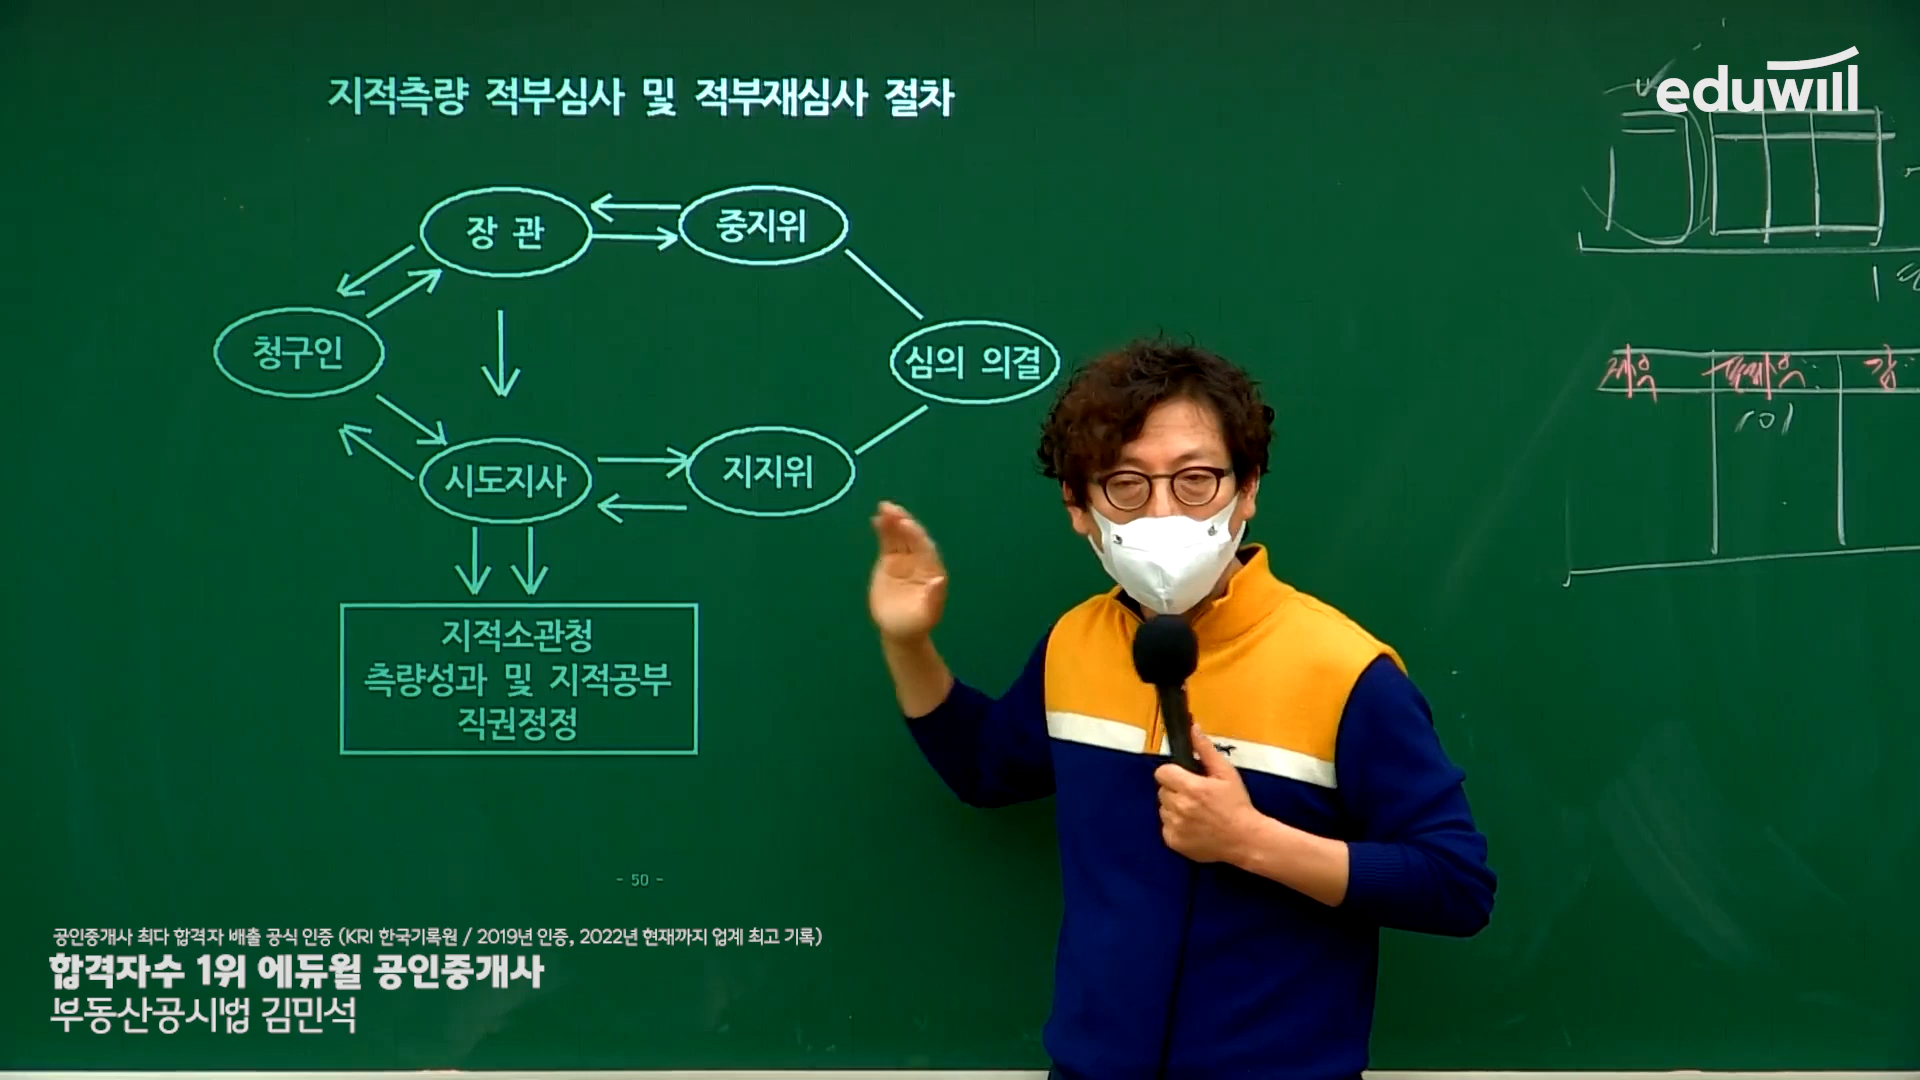 eduwill
지적측량 적부심사 및 적부재심사 절차
장 관
중지위
청구인
심의 의결
시도지사
지지위
지적소관청
측량성과 및 지적공부
직권정정
- 50 -
101
공인중개사 최다 합격자 배출 공식 인증 (KRI 한국기록원 / 2019년 인증, 2022년 현재까지 업계 최고 기록)
합격자수 1위 에듀윌 공인중개사
부동산공시법 김민석